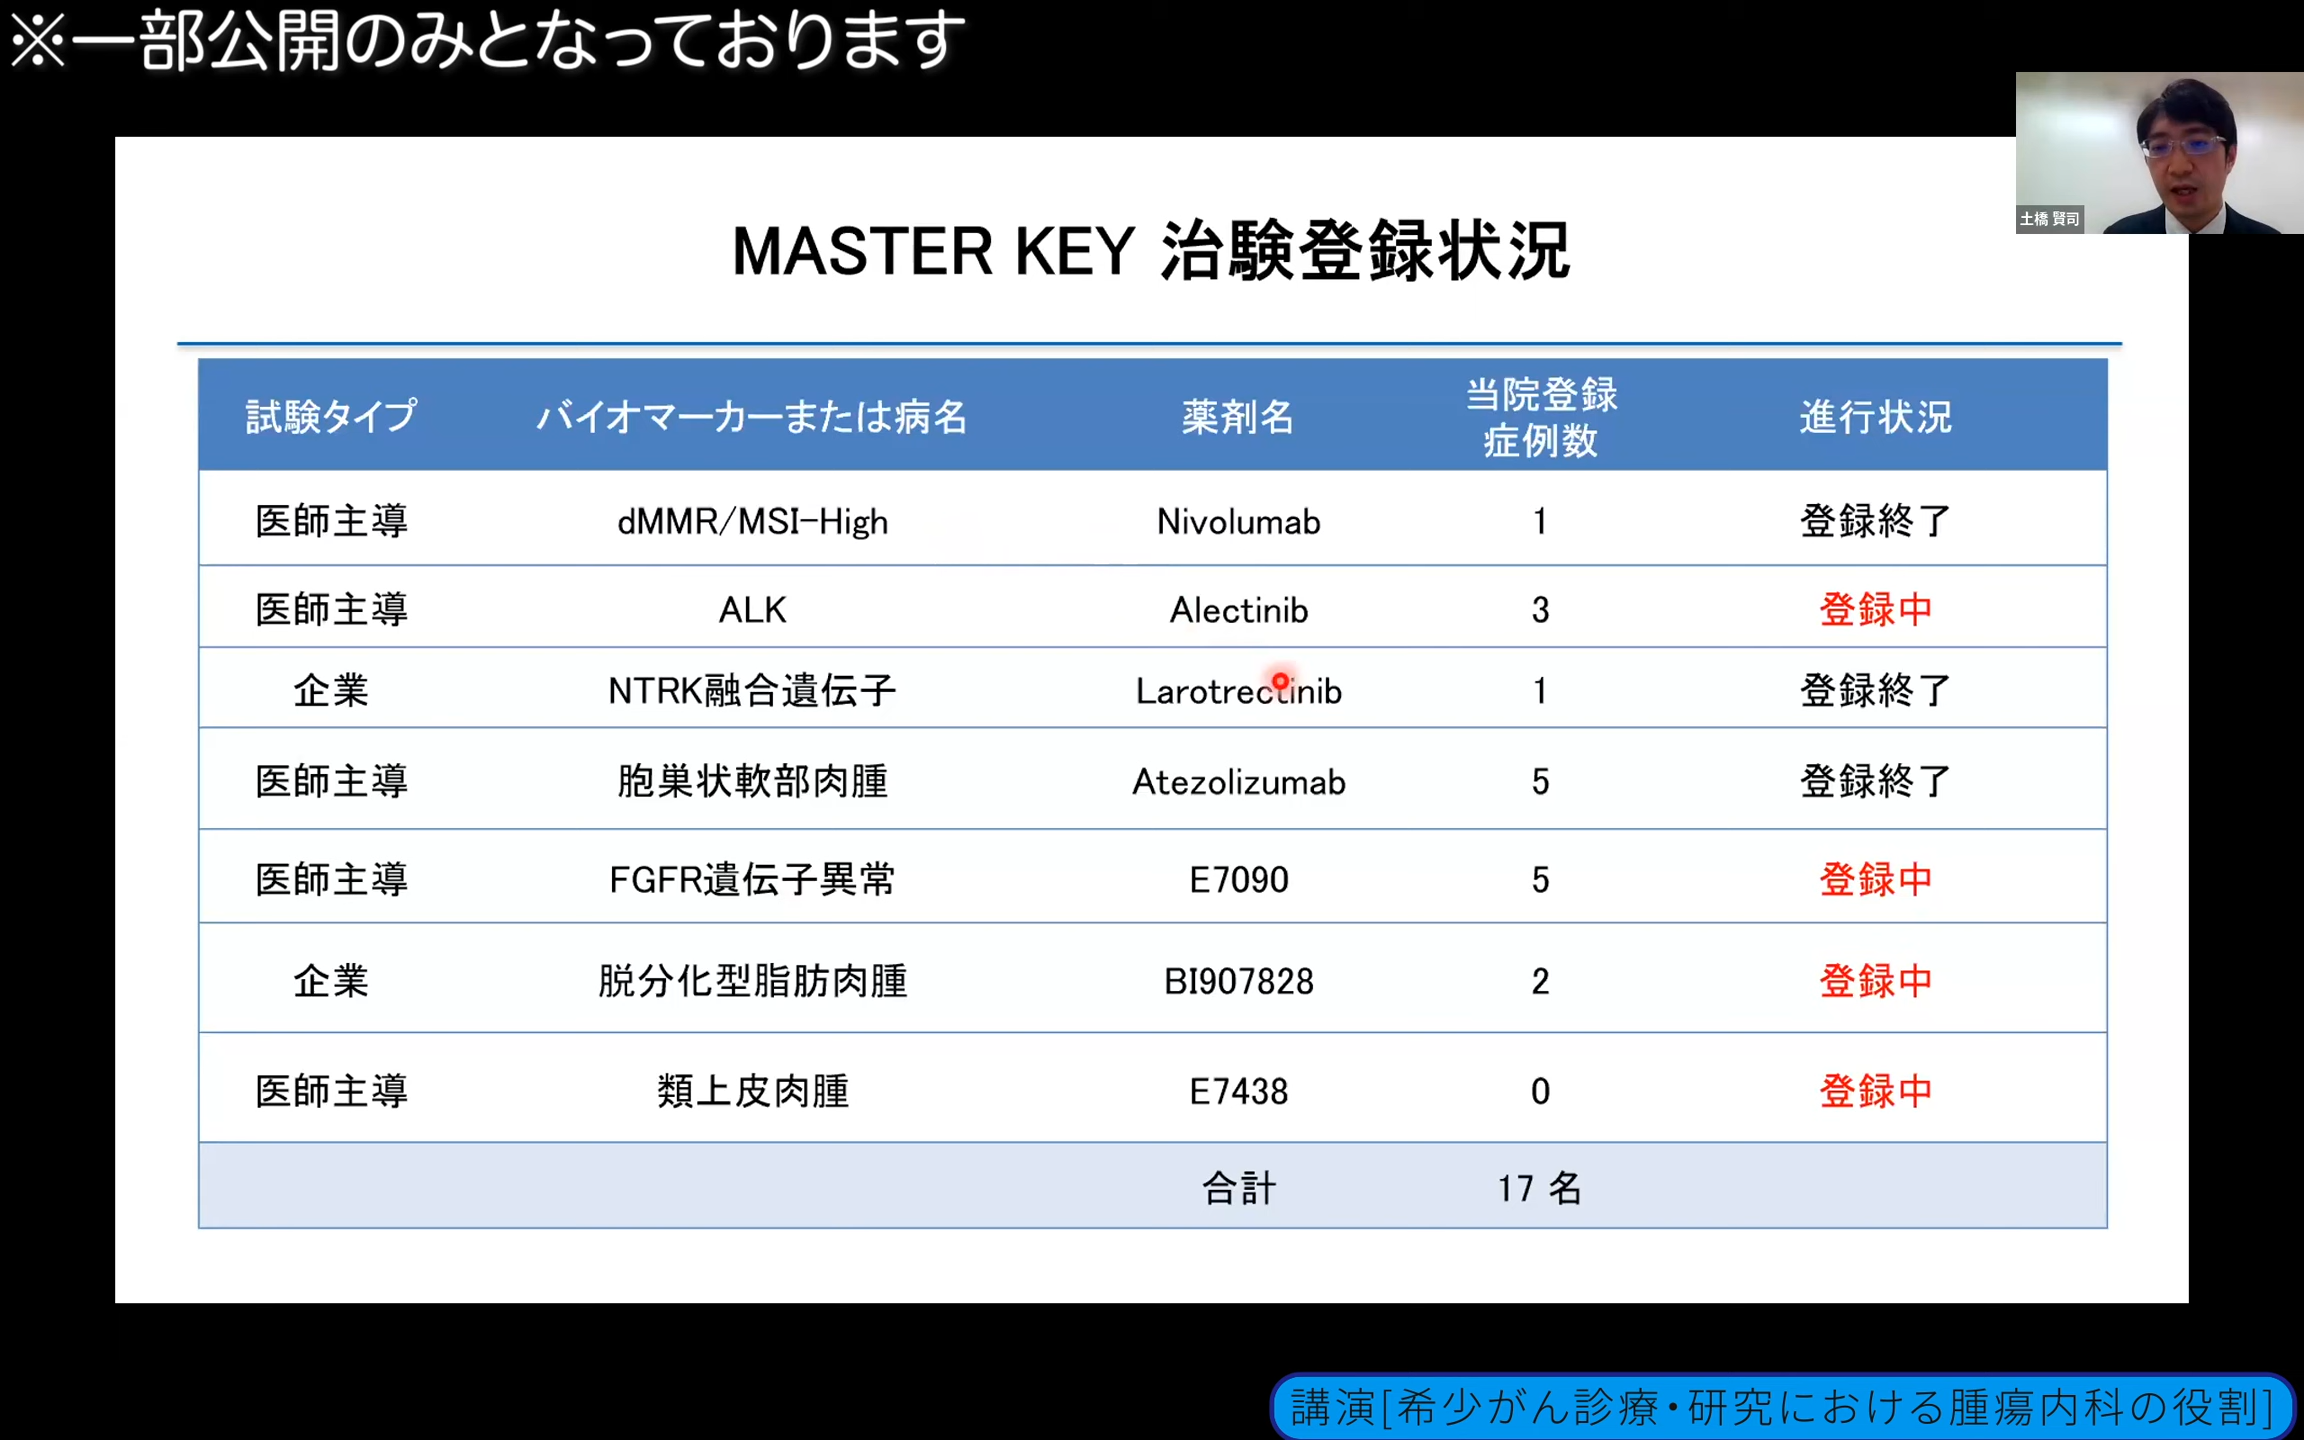 ※一部公開のみとなっております
土橋 賢司
MASTER KEY 治験登録状況
試験タイプ バイオマーカーまたは病名 薬剤名 当院登録症例数 進行状況
医師主導 dMMR/MSI-High Nivolumab 1 登録終了
医師主導 ALK Alectinib 3 登録中
企業 NTRK融合遺伝子 Larotrectinib 1 登録終了
医師主導 胞巣状軟部肉腫 Atezolizumab 5 登録終了
医師主導 FGFR遺伝子異常 E7090 5 登録中
企業 脱分化型脂肪肉腫 BI907828 2 登録中
医師主導 類上皮肉腫 E7438 0 登録中
合計 17 名
講演[希少がん診療・研究における腫瘍内科の役割]